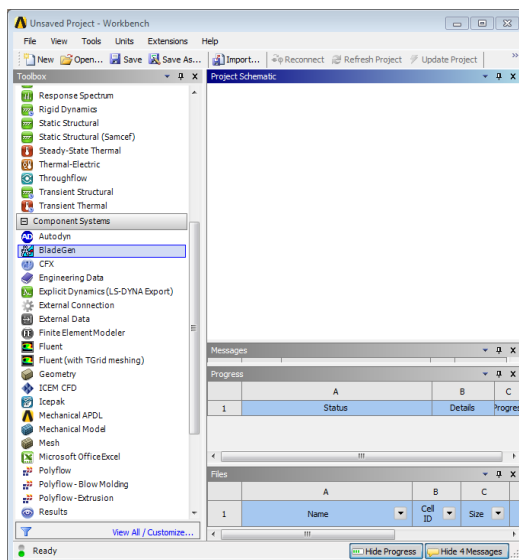 Unsaved Project - Workbench
File View Tools Units Extensions Help
New Open... Save Save As... Import... Reconnect Refresh Project Update Project »
Toolbox
Response Spectrum
Rigid Dynamics
Static Structural
Static Structural (Samcef)
Steady-State Thermal
Thermal-Electric
Throughflow
Transient Structural
Transient Thermal
Component Systems
Autodyn
BladeGen
CFX
Engineering Data
Explicit Dynamics (LS-DYNA Export)
External Connection
External Data
Finite Element Modeler
Fluent
Fluent (with TGrid meshing)
Geometry
ICEM CFD
Icepak
Mechanical APDL
Mechanical Model
Mesh
Microsoft Office Excel
Polyflow
Polyflow - Blow Molding
Polyflow - Extrusion
Results
View All / Customize...
Project Schematic
Messages
Progress
A B C
1 Status Details Progres
Files
A B C
1 Name Cell ID Size
Ready Hide Progress Hide 4 Messages